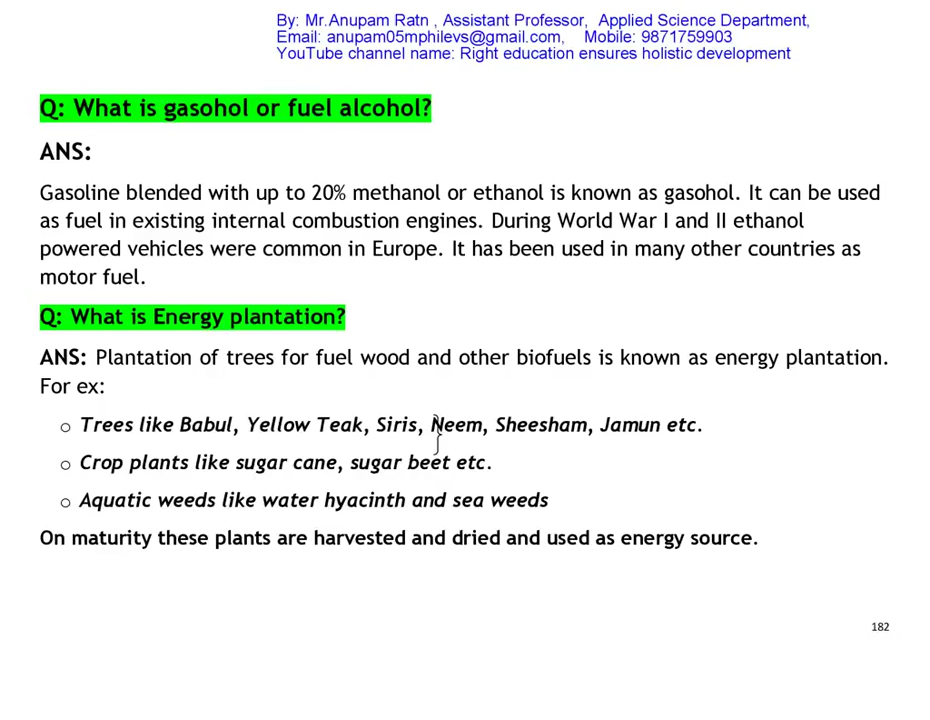 By: Mr.Anupam Ratn , Assistant Professor,  Applied Science Department,
Email: anupam05mphilevs@gmail.com,    Mobile: 9871759903
YouTube channel name: Right education ensures holistic development
Q: What is gasohol or fuel alcohol?
ANS:
Gasoline blended with up to 20% methanol or ethanol is known as gasohol. It can be used
as fuel in existing internal combustion engines. During World War I and II ethanol
powered vehicles were common in Europe. It has been used in many other countries as
motor fuel.
Q: What is Energy plantation?
ANS: Plantation of trees for fuel wood and other biofuels is known as energy plantation.
For ex:
o Trees like Babul, Yellow Teak, Siris, Neem, Sheesham, Jamun etc.
o Crop plants like sugar cane, sugar beet etc.
o Aquatic weeds like water hyacinth and sea weeds
On maturity these plants are harvested and dried and used as energy source.
182